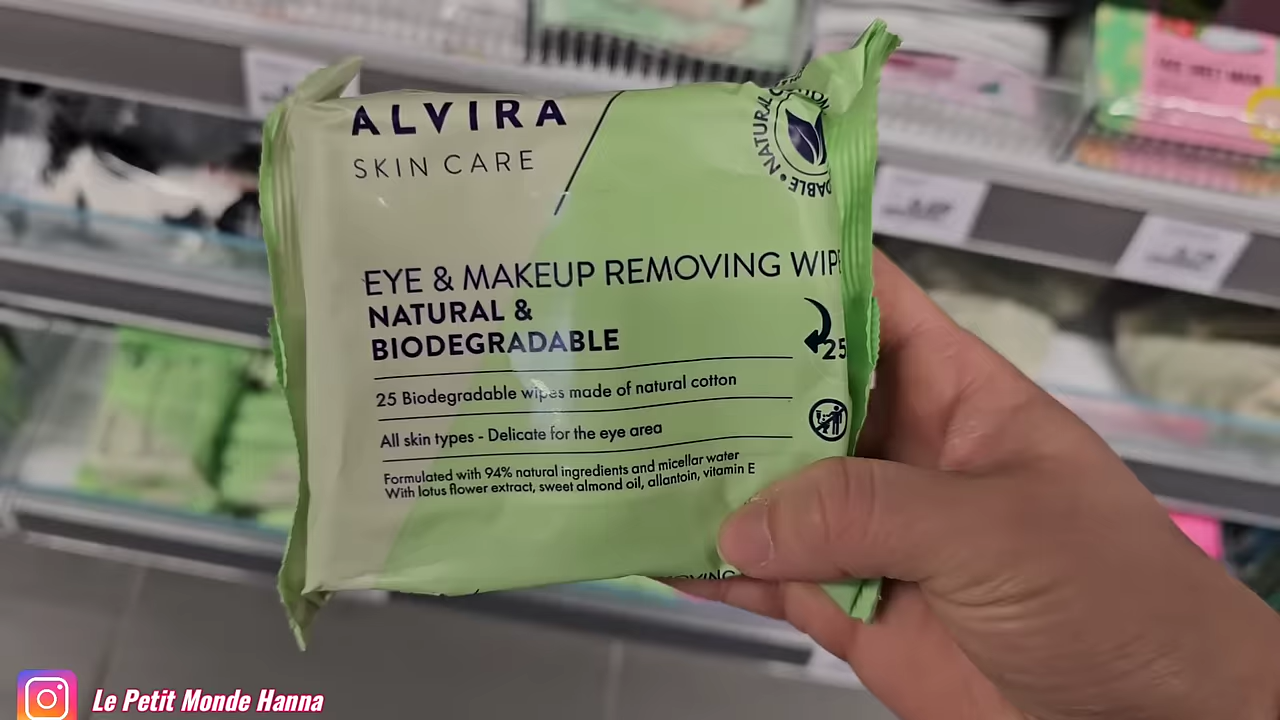 ALVIRA
SKIN CARE
NATURAL
EYE & MAKEUP REMOVING WIP
NATURAL &
BIODEGRADABLE
25
25 Biodegradable wipes made of natural cotton
All skin types - Delicate for the eye area
Formulated with 94% natural ingredients and micellar water
With lotus flower extract, sweet almond oil, allantoin, vitamin E
Le Petit Monde Hanna